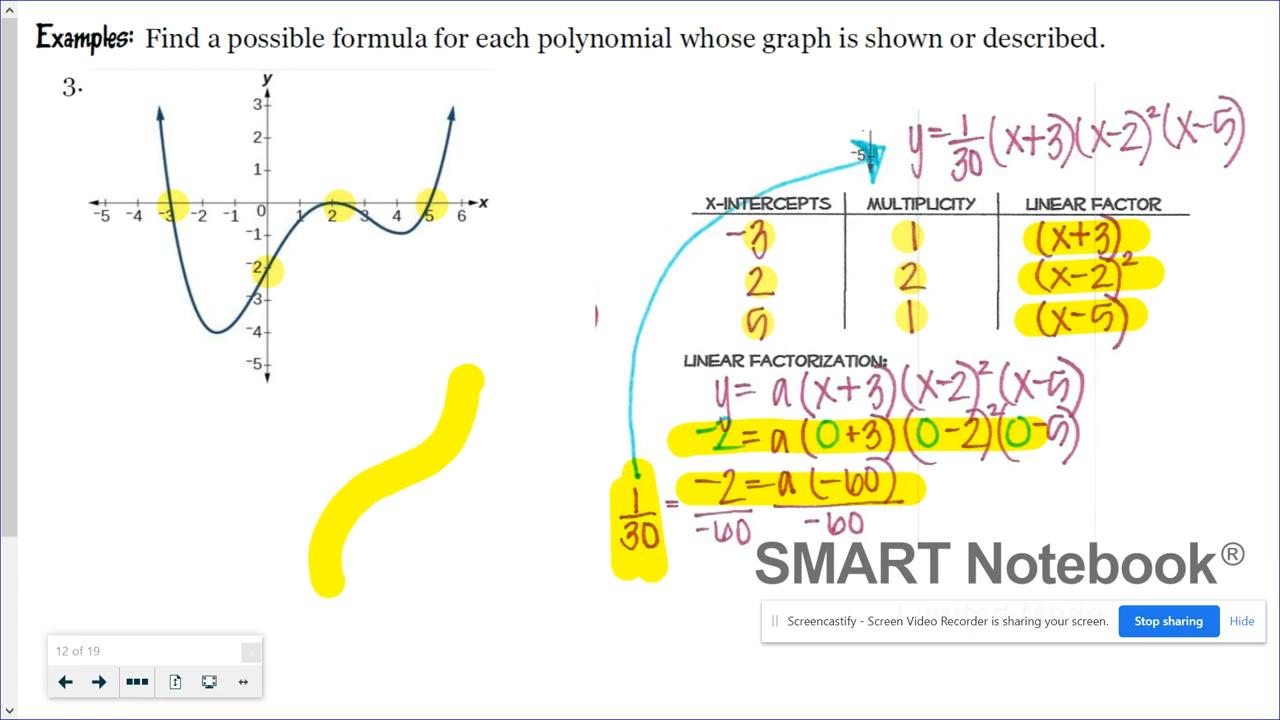 Examples: Find a possible formula for each polynomial whose graph is shown or described.
3.
y
3
2
1
-5 -4 -3 -2 -1 0 1 2 3 4 5 6 x
-1
-2
-3
-4
-5
-5
y = 1/30 (x+3)(x-2)²(x-5)
X-INTERCEPTS MULTIPLICITY LINEAR FACTOR
-3 1 (x+3)
2 2 (x-2)²
5 1 (x-5)
LINEAR FACTORIZATION:
y = a(x+3)(x-2)²(x-5)
-2 = a(0+3)(0-2)²(0-5)
1/30 = -2/-60 = a(-60)/-60
SMART Notebook®
Screencastify - Screen Video Recorder is sharing your screen. Stop sharing Hide
12 of 19